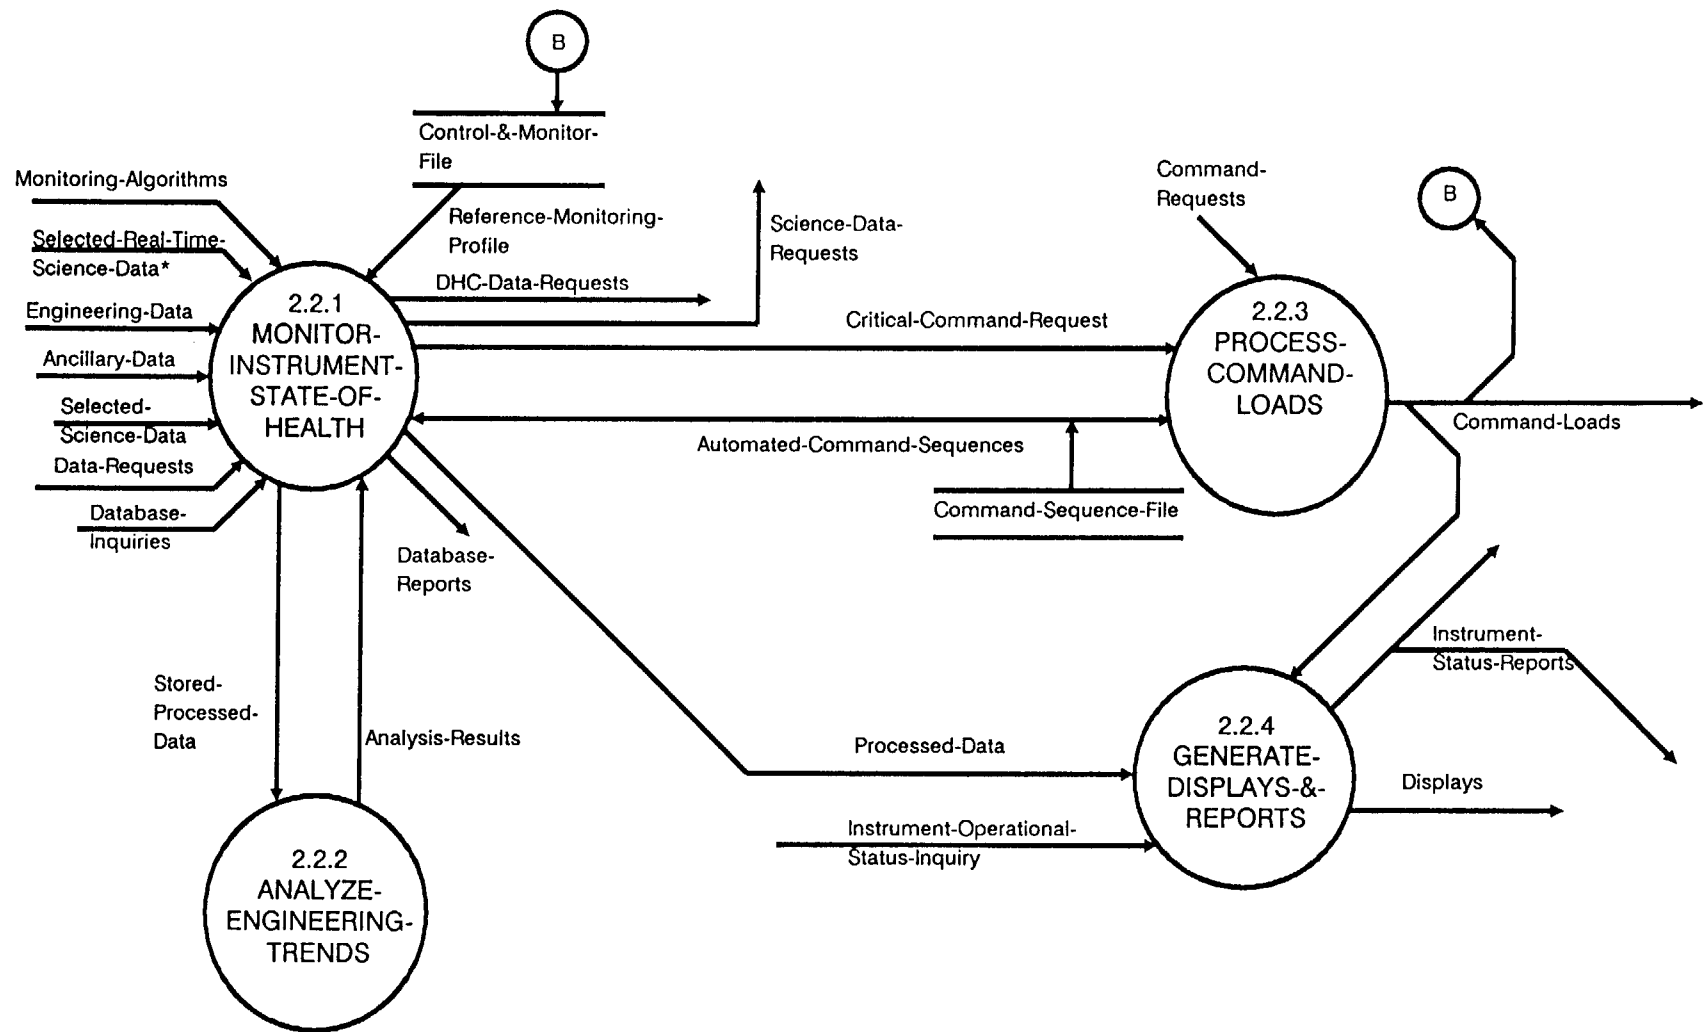 B
Control-&-Monitor-
File
Monitoring-Algorithms
Selected-Real-Time-
Science-Data*
Engineering-Data
Ancillary-Data
Selected-
Science-Data
Data-Requests
Database-
Inquiries
Reference-Monitoring-
Profile
DHC-Data-Requests
Science-Data-
Requests
2.2.1
MONITOR-
INSTRUMENT-
STATE-OF-
HEALTH
Critical-Command-Request
Automated-Command-Sequences
Command-Sequence-File
Command-
Requests
B
2.2.3
PROCESS-
COMMAND-
LOADS
Command-Loads
Database-
Reports
Stored-
Processed-
Data
Analysis-Results
2.2.2
ANALYZE-
ENGINEERING-
TRENDS
Processed-Data
Instrument-Operational-
Status-Inquiry
2.2.4
GENERATE-
DISPLAYS-&-
REPORTS
Instrument-
Status-Reports
Displays